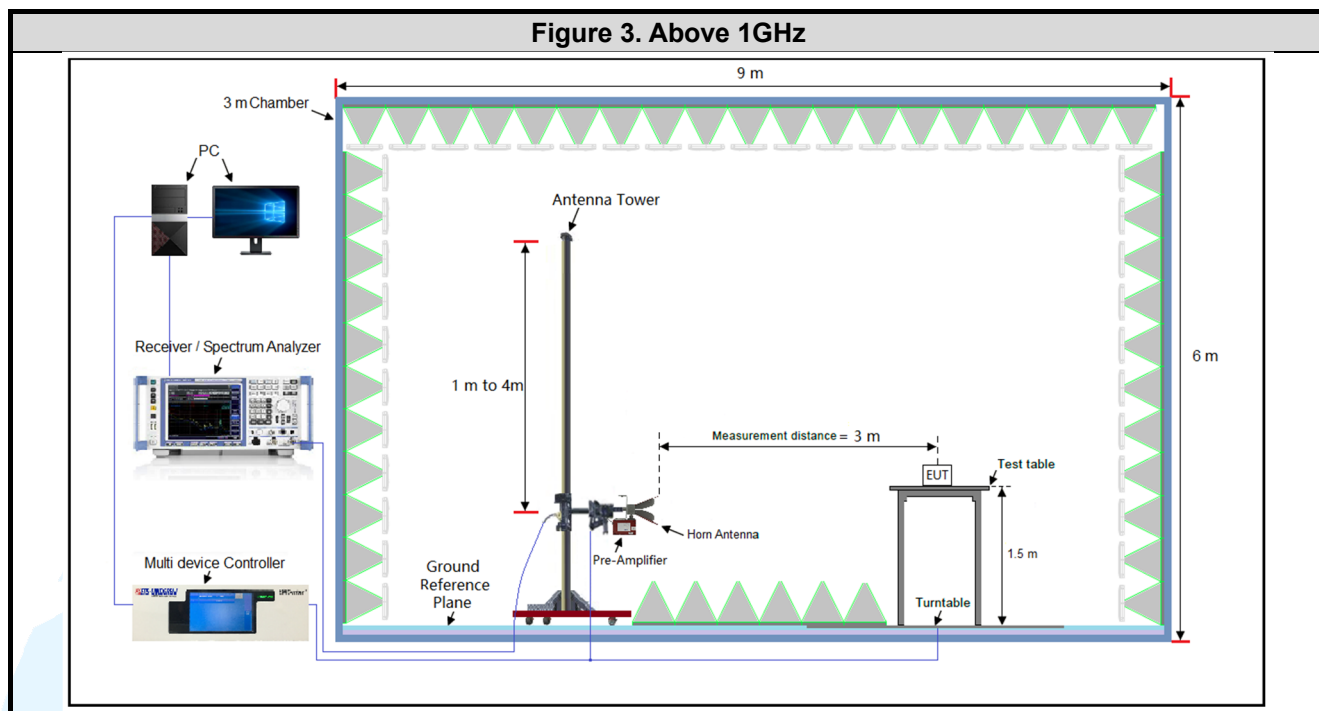 Figure 3. Above 1GHz
9 m
3 m Chamber
PC
Antenna Tower
Receiver / Spectrum Analyzer
1 m to 4m
6 m
Measurement distance = 3 m
EUT
Test table
Horn Antenna
Pre-Amplifier
1.5 m
Multi device Controller
Ground
Reference
Plane
Turntable